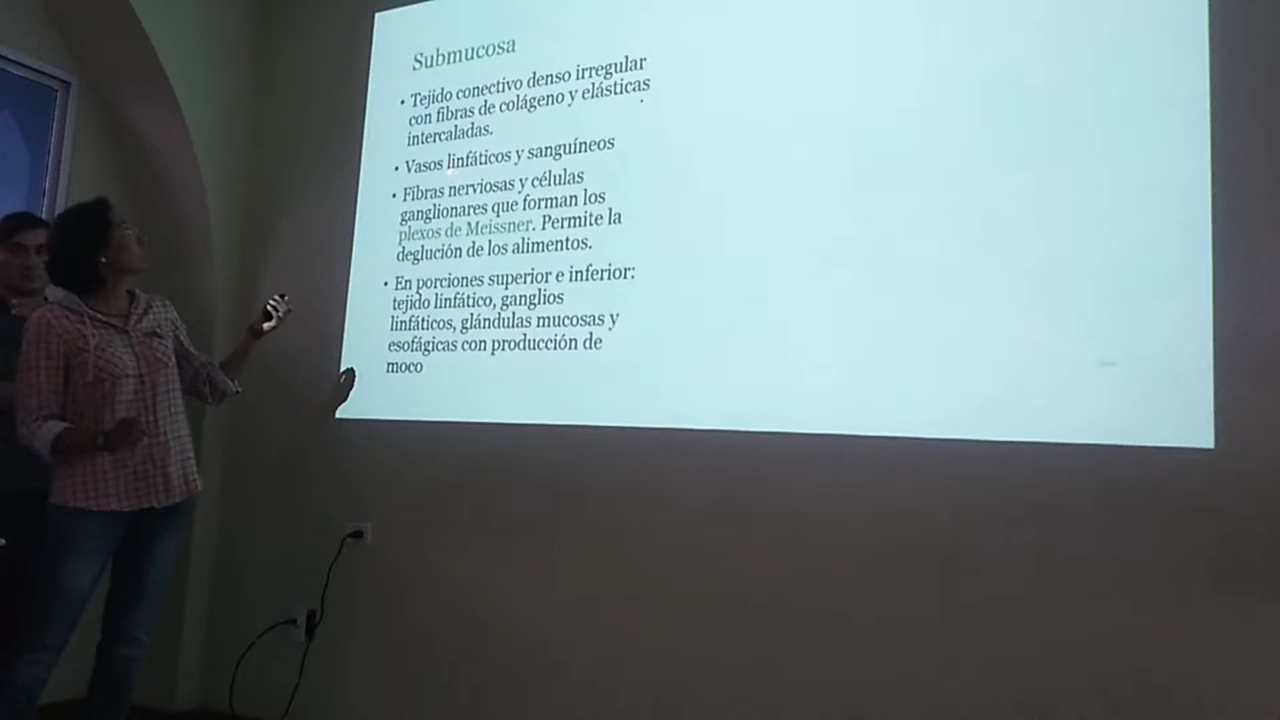 Submucosa
• Tejido conectivo denso irregular
con fibras de colágeno y elásticas
intercaladas.
• Vasos linfáticos y sanguíneos
• Fibras nerviosas y células
ganglionares que forman los
plexos de Meissner. Permite la
deglución de los alimentos.
• En porciones superior e inferior:
tejido linfático, ganglios
linfáticos, glándulas mucosas y
esofágicas con producción de
moco